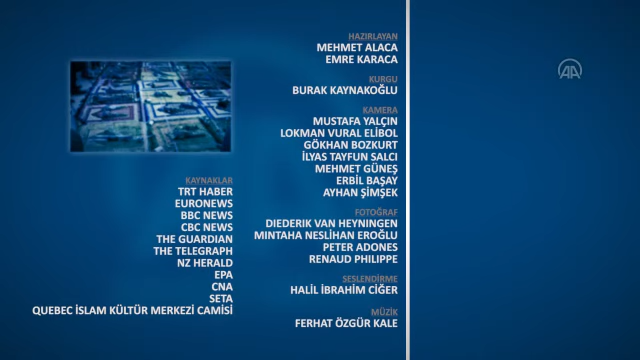 HAZIRLAYAN
MEHMET ALACA
EMRE KARACA
KURGU
BURAK KAYNAKOĞLU
KAMERA
MUSTAFA YALÇIN
LOKMAN VURAL ELİBOL
GÖKHAN BOZKURT
İLYAS TAYFUN SALCI
MEHMET GÜNEŞ
ERBİL BAŞAY
AYHAN ŞİMŞEK
FOTOĞRAF
DIEDERIK VAN HEYNINGEN
MINTAHA NESLİHAN EROĞLU
PETER ADONES
RENAUD PHILIPPE
SESLENDİRME
HALİL İBRAHİM CİĞER
MÜZİK
FERHAT ÖZGÜR KALE
KAYNAKLAR
TRT HABER
EURONEWS
BBC NEWS
CBC NEWS
THE GUARDIAN
THE TELEGRAPH
NZ HERALD
EPA
CNA
SETA
QUEBEC İSLAM KÜLTÜR MERKEZİ CAMİSİ
AA